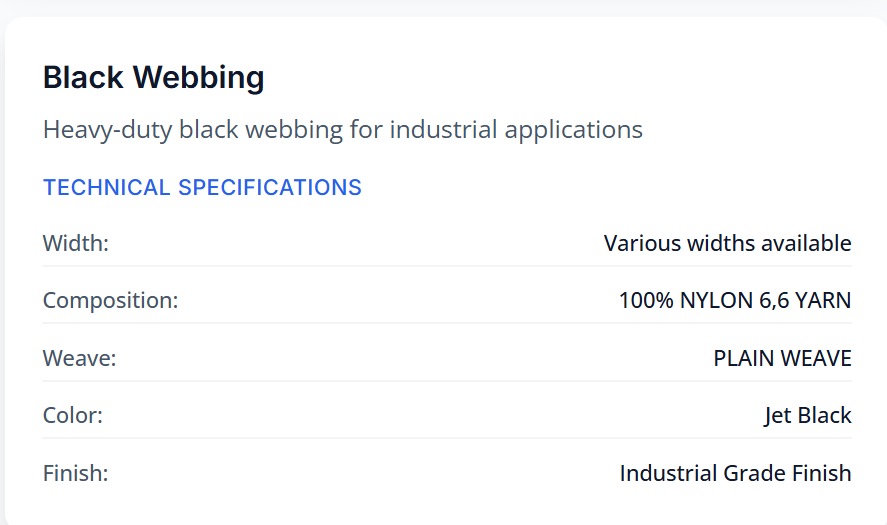 Black Webbing
Heavy-duty black webbing for industrial applications
TECHNICAL SPECIFICATIONS
Width: Various widths available
Composition: 100% NYLON 6,6 YARN
Weave: PLAIN WEAVE
Color: Jet Black
Finish: Industrial Grade Finish